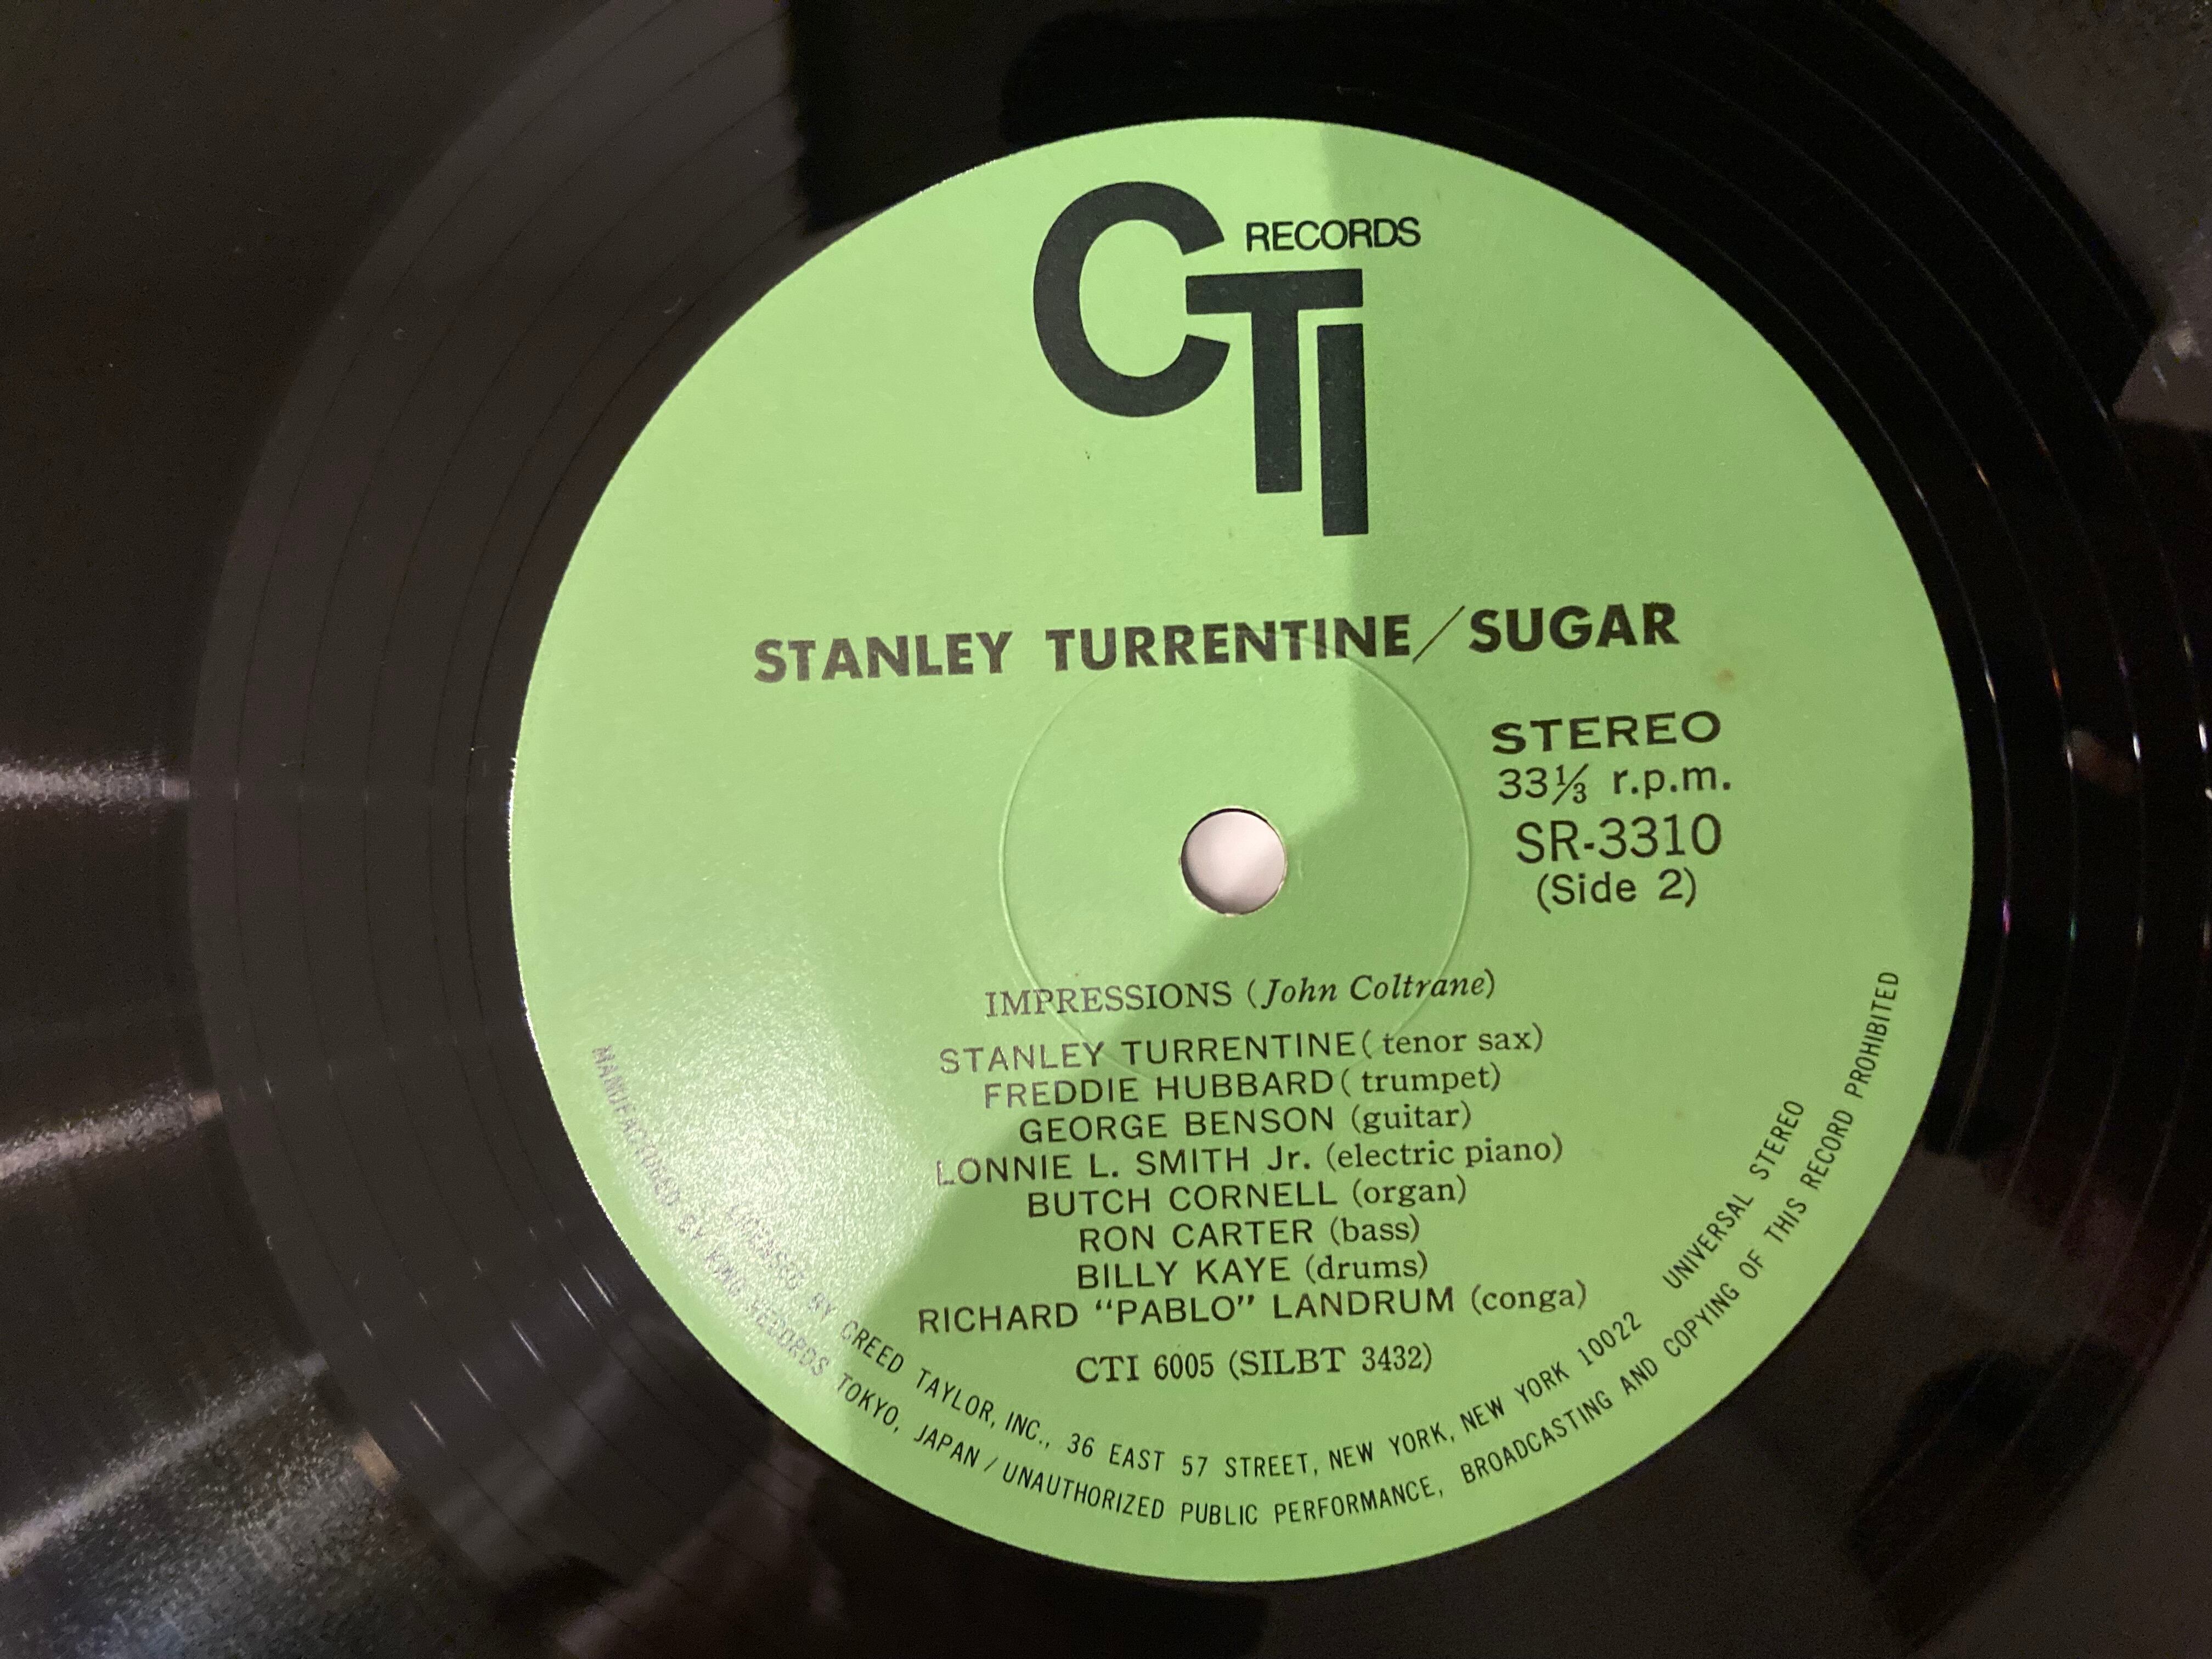 CTI RECORDS
STANLEY TURRENTINE/SUGAR
STEREO
33⅓ r.p.m.
SR-3310
(Side 2)
IMPRESSIONS (John Coltrane)
STANLEY TURRENTINE (tenor sax)
FREDDIE HUBBARD (trumpet)
GEORGE BENSON (guitar)
LONNIE L. SMITH Jr. (electric piano)
BUTCH CORNELL (organ)
RON CARTER (bass)
BILLY KAYE (drums)
RICHARD “PABLO” LANDRUM (conga)
CTI 6005 (SILBT 3432)
LICENSED BY CREED TAYLOR, INC., 36 EAST 57 STREET, NEW YORK, NEW YORK 10022 UNIVERSAL STEREO
MANUFACTURED BY KING RECORDS TOKYO, JAPAN / UNAUTHORIZED PUBLIC PERFORMANCE, BROADCASTING AND COPYING OF THIS RECORD PROHIBITED